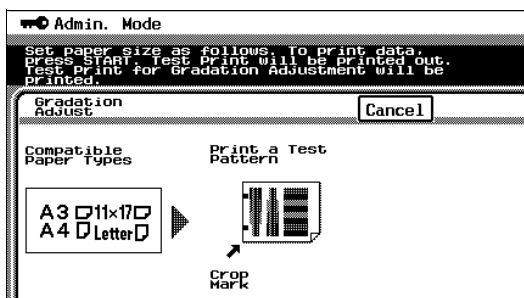 Admin. Mode
Set paper size as follows. To print data,
press START. Test Print will be printed out.
Test Print for Gradation Adjustment will be
printed.
Gradation
Adjust
Cancel
Compatible
Paper Types
Print a Test
Pattern
A3 11×17
A4 Letter
Crop
Mark